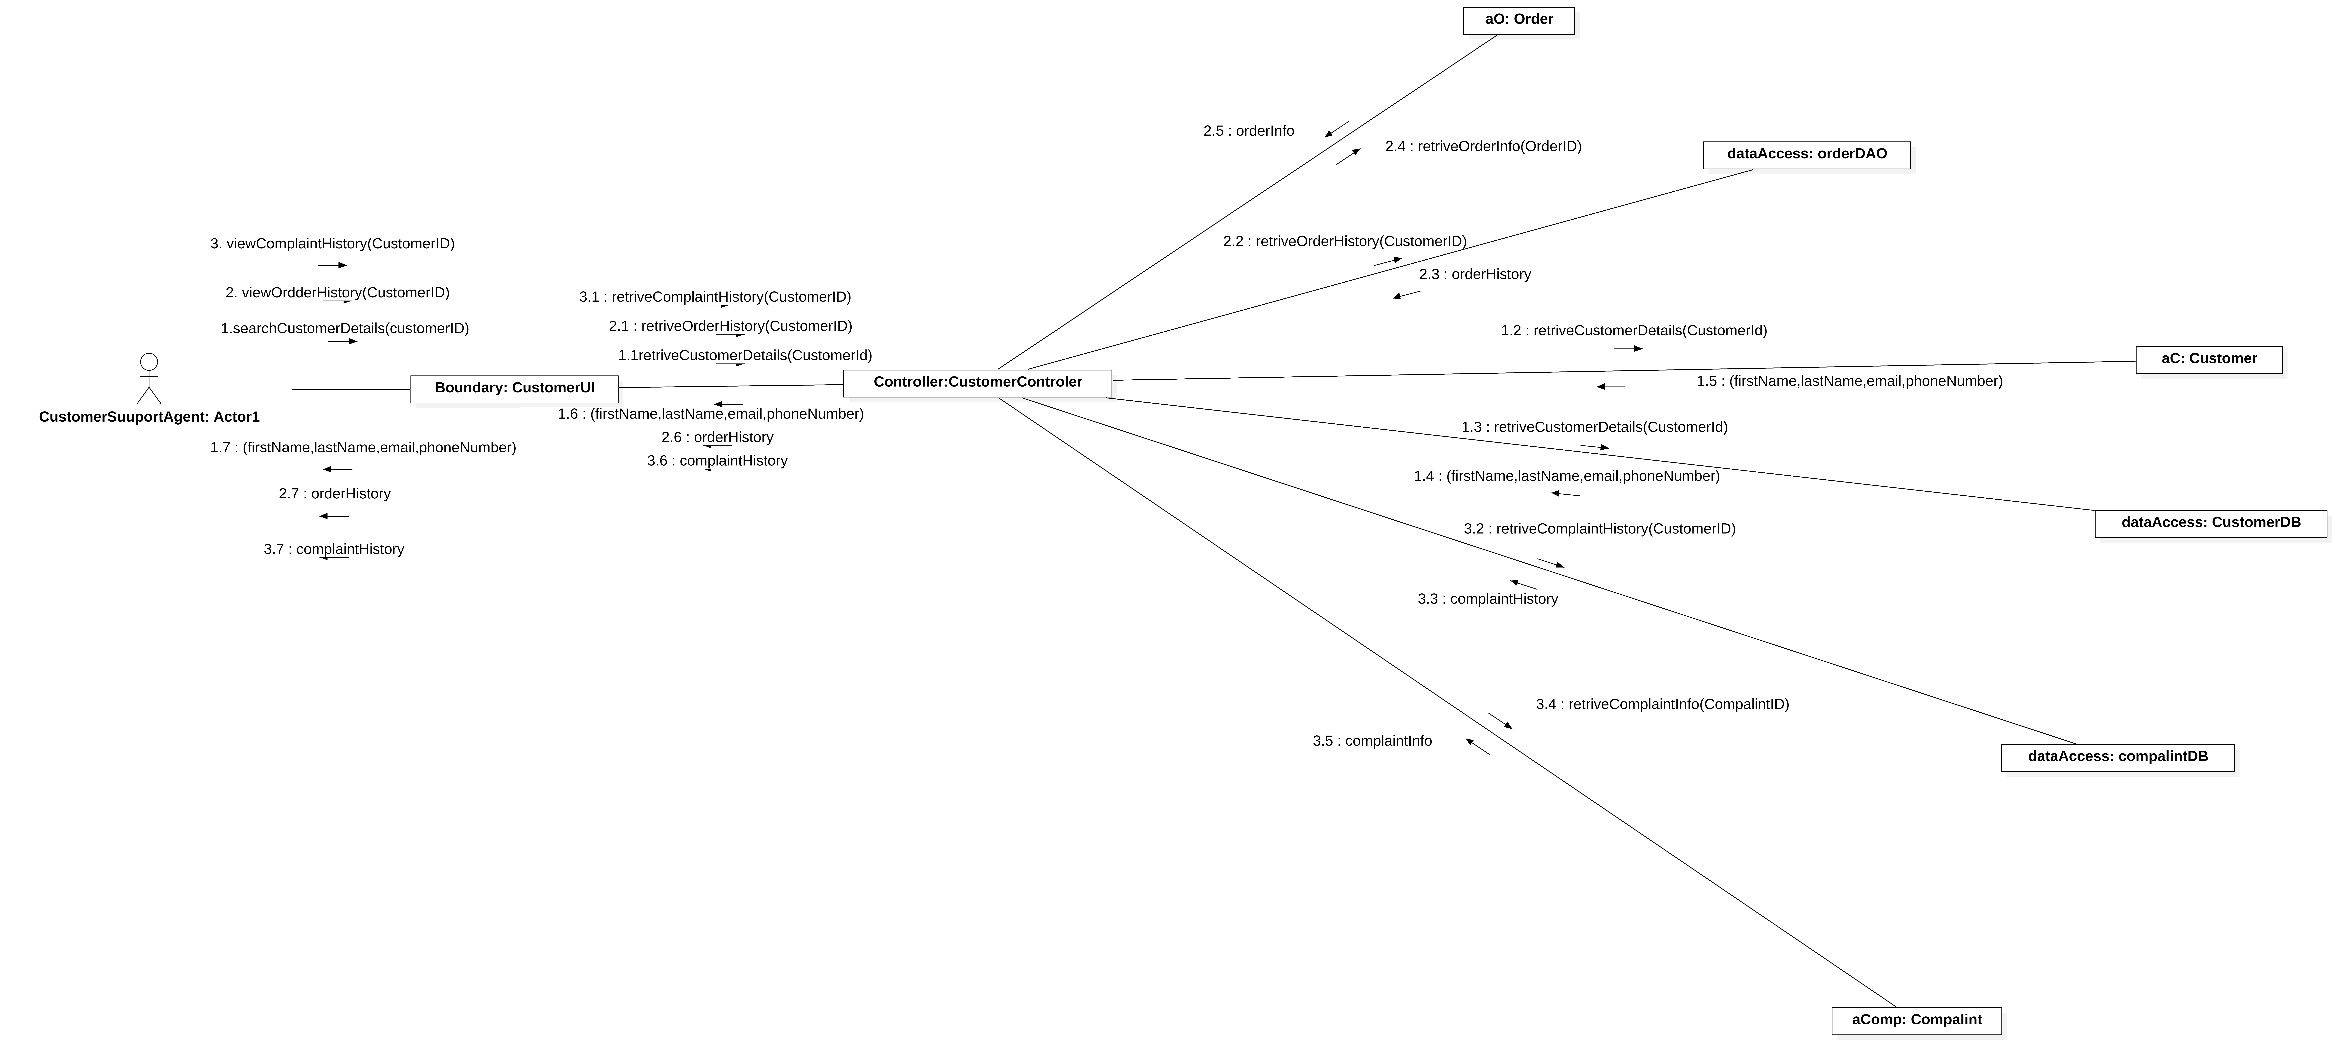 aO: Order
2.5 : orderInfo
2.4 : retriveOrderInfo(OrderID)
dataAccess: orderDAO
3. viewComplaintHistory(CustomerID)
2.2 : retriveOrderHistory(CustomerID)
2.3 : orderHistory
2. viewOrdderHistory(CustomerID)
3.1 : retriveComplaintHistory(CustomerID)
1.searchCustomerDetails(customerID)
2.1 : retriveOrderHistory(CustomerID)
1.2 : retriveCustomerDetails(CustomerId)
1.1retriveCustomerDetails(CustomerId)
aC: Customer
Boundary: CustomerUI
Controller:CustomerControler
1.5 : (firstName,lastName,email,phoneNumber)
CustomerSuuportAgent: Actor1
1.6 : (firstName,lastName,email,phoneNumber)
1.3 : retriveCustomerDetails(CustomerId)
2.6 : orderHistory
1.7 : (firstName,lastName,email,phoneNumber)
3.6 : complaintHistory
1.4 : (firstName,lastName,email,phoneNumber)
2.7 : orderHistory
dataAccess: CustomerDB
3.2 : retriveComplaintHistory(CustomerID)
3.7 : complaintHistory
3.3 : complaintHistory
3.4 : retriveComplaintInfo(CompalintID)
3.5 : complaintInfo
dataAccess: compalintDB
aComp: Compalint